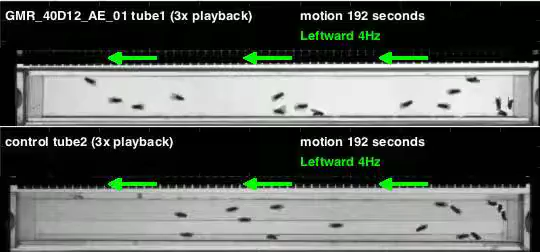 GMR_40D12_AE_01 tube1 (3x playback) motion 192 seconds
Leftward 4Hz
control tube2 (3x playback) motion 192 seconds
Leftward 4Hz